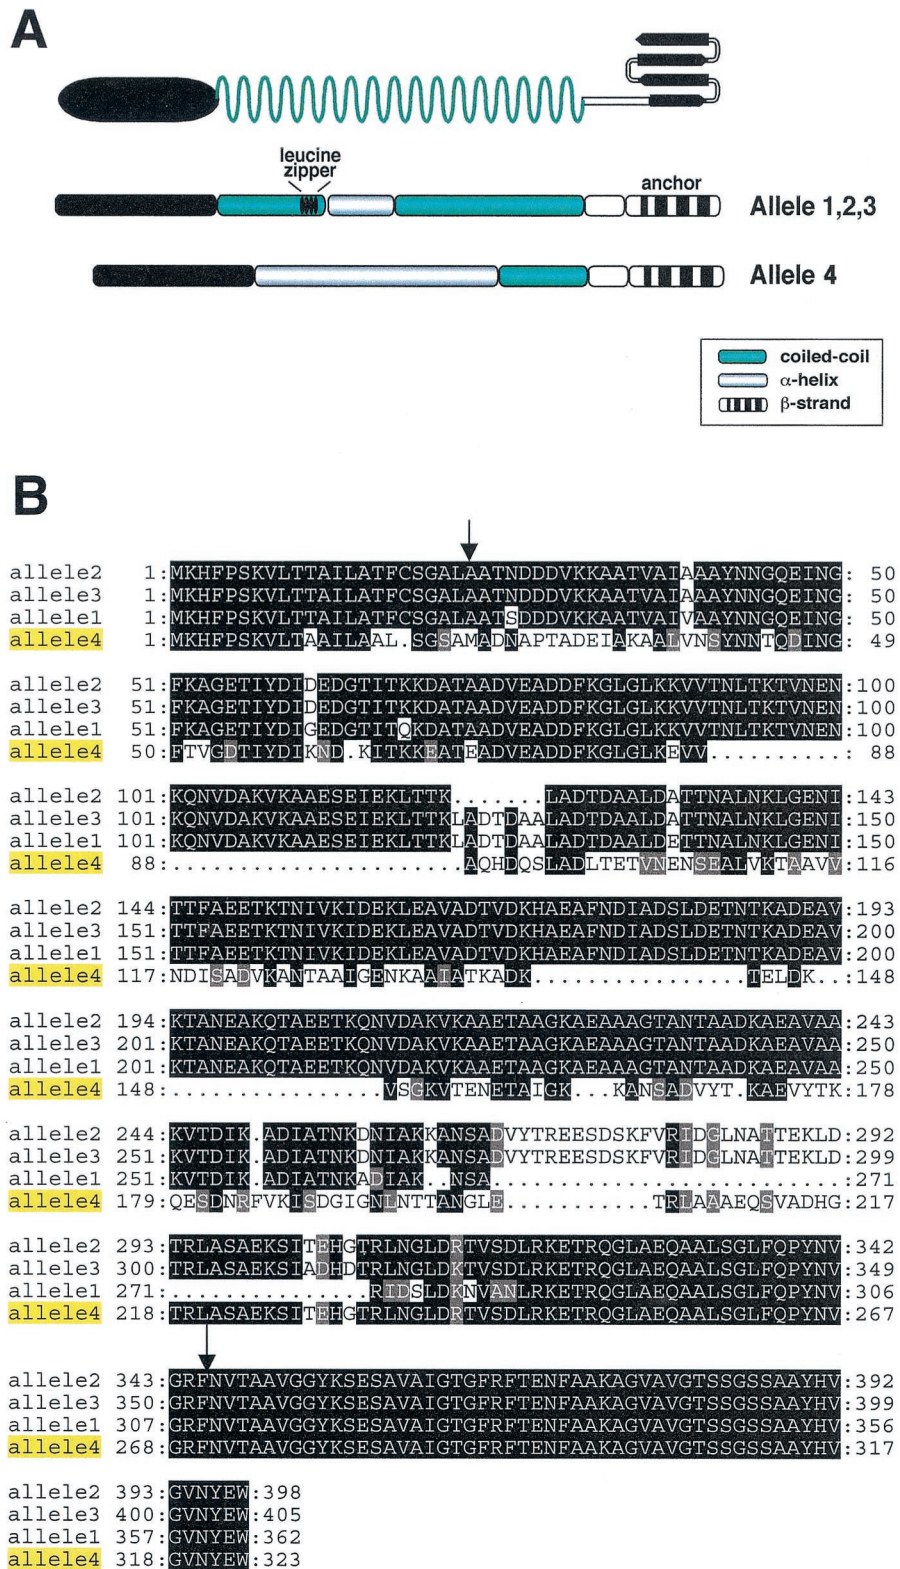 A
leucine
zipper
anchor
Allele 1,2,3
Allele 4
coiled-coil
α-helix
β-strand
B
allele2 1:MKHFPSKVLTTAILATFCSGALAATNDDDVKKAATVAIAAAYNNGQEING: 50
allele3 1:MKHFPSKVLTTAILATFCSGALAATNDDDVKKAATVAIAAAYNNGQEING: 50
allele1 1:MKHFPSKVLTTAILATFCSGALAATSDDDVKKAATVAIVAAYNNGQEING: 50
allele4 1:MKHFPSKVLTAAILAAL.SGSAMADNAPTADEIAKAALVNSYNNTQDING: 49
allele2 51:FKAGETIYDIDEDGTITKKDATAADVEADDFKGLGLKKVVTNLTKTVNEN:100
allele3 51:FKAGETIYDIDEDGTITKKDATAADVEADDFKGLGLKKVVTNLTKTVNEN:100
allele1 51:FKAGETIYDIGEDGTITQKDATAADVEADDFKGLGLKKVVTNLTKTVNEN:100
allele4 50:FTVGDTIYDIKND.KITKKEATEADVEADDFKGLGLKEVV..........: 88
allele2 101:KQNVDAKVKAAESEIEKLTTK.......LADTDAALDATTNALNKLGENI:143
allele3 101:KQNVDAKVKAAESEIEKLTTKLADTDAALADTDAALDATTNALNKLGENI:150
allele1 101:KQNVDAKVKAAESEIEKLTTKLADTDAALADTDAALDETTNALNKLGENI:150
allele4 88:......................AQHDQSLADLTETVNENSEALVKTAAVV:116
allele2 144:TTFAEETKTNIVKIDEKLEAVADTVDKHAEAFNDIADSLDETNTKADEAV:193
allele3 151:TTFAEETKTNIVKIDEKLEAVADTVDKHAEAFNDIADSLDETNTKADEAV:200
allele1 151:TTFAEETKTNIVKIDEKLEAVADTVDKHAEAFNDIADSLDETNTKADEAV:200
allele4 117:NDISADVKANTAAIGENKAAIATKADK................TELDK..:148
allele2 194:KTANEAKQTAEETKQNVDAKVKAAETAAGKAEAAAGTANTAADKAEAVAA:243
allele3 201:KTANEAKQTAEETKQNVDAKVKAAETAAGKAEAAAGTANTAADKAEAVAA:250
allele1 201:KTANEAKQTAEETKQNVDAKVKAAETAAGKAEAAAGTANTAADKAEAVAA:250
allele4 148:................VSGKVTENETAIGK...KANSADVYT.KAEVYTK:178
allele2 244:KVTDIK.ADIATNKDNIAKKANSADVYTREESDSKFVRIDGLNATTEKLD:292
allele3 251:KVTDIK.ADIATNKDNIAKKANSADVYTREESDSKFVRIDGLNATTEKLD:299
allele1 251:KVTDIK.ADIATNKADIAK..NSA..........................:271
allele4 179:QESDNRFVKISDGIGNLNTTANGLE...........TRLAAAEQSVADHG:217
allele2 293:TRLASAEKSITEHGTRLNGLDRTVSDLRKETRQGLAEQAALSGLFQPYNV:342
allele3 300:TRLASAEKSIADHDTRLNGLDKTVSDLRKETRQGLAEQAALSGLFQPYNV:349
allele1 271:...............RIDSLDKNVANLRKETRQGLAEQAALSGLFQPYNV:306
allele4 218:TRLASAEKSITEHGTRLNGLDRTVSDLRKETRQGLAEQAALSGLFQPYNV:267
allele2 343:GRFNVTAAVGGYKSESAVAIGTGFRFTENFAAKAGVAVGTSSGSSAAYHV:392
allele3 350:GRFNVTAAVGGYKSESAVAIGTGFRFTENFAAKAGVAVGTSSGSSAAYHV:399
allele1 307:GRFNVTAAVGGYKSESAVAIGTGFRFTENFAAKAGVAVGTSSGSSAAYHV:356
allele4 268:GRFNVTAAVGGYKSESAVAIGTGFRFTENFAAKAGVAVGTSSGSSAAYHV:317
allele2 393:GVNYEW:398
allele3 400:GVNYEW:405
allele1 357:GVNYEW:362
allele4 318:GVNYEW:323